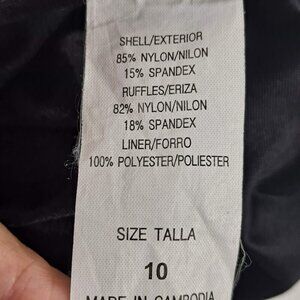 SHELL/EXTERIOR
85% NYLON/NILON
15% SPANDEX
RUFFLES/ERIZA
82% NYLON/NILON
18% SPANDEX
LINER/FORRO
100% POLYESTER/POLIESTER
SIZE TALLA
10
MADE IN CAMBODIA